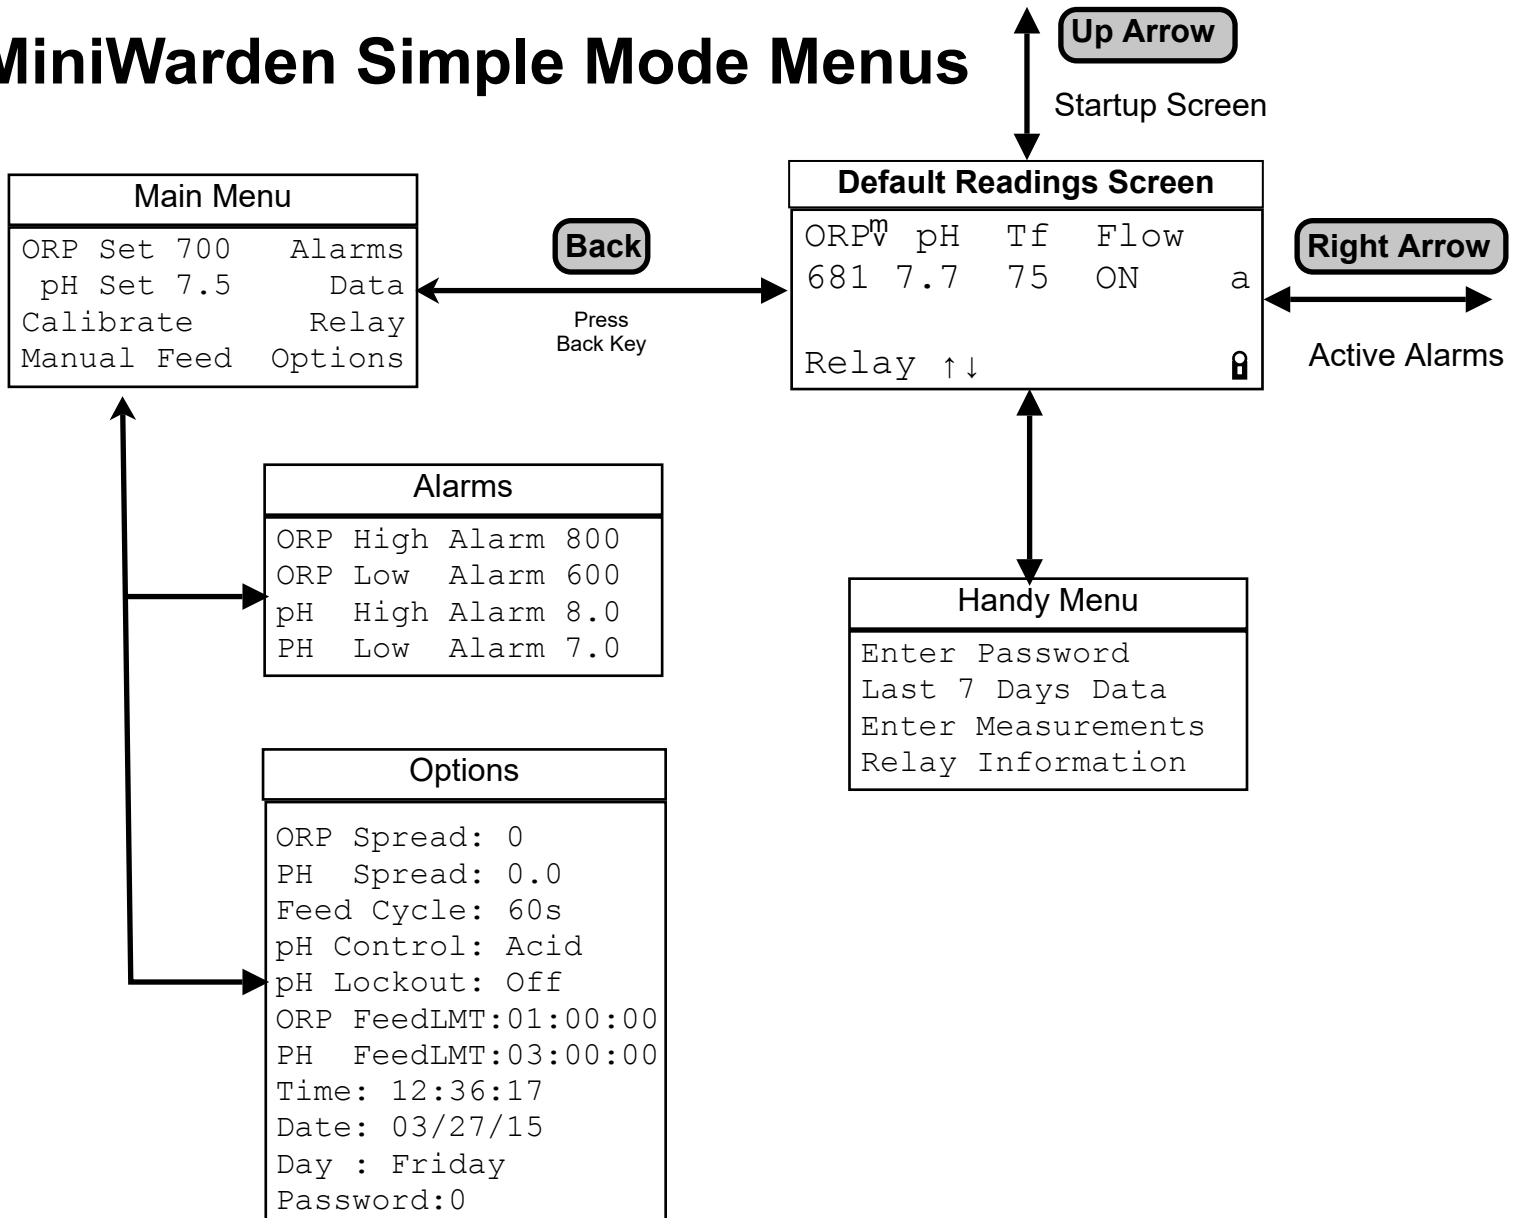 MiniWarden Simple Mode Menus
Up Arrow
Startup Screen
Main Menu
ORP Set 700 Alarms
pH Set 7.5 Data
Calibrate Relay
Manual Feed Options
Back
Press
Back Key
Default Readings Screen
ORPmv pH Tf Flow
681 7.7 75 ON a
Relay ↑↓
Right Arrow
Active Alarms
Alarms
ORP High Alarm 800
ORP Low Alarm 600
pH High Alarm 8.0
PH Low Alarm 7.0
Handy Menu
Enter Password
Last 7 Days Data
Enter Measurements
Relay Information
Options
ORP Spread: 0
PH Spread: 0.0
Feed Cycle: 60s
pH Control: Acid
pH Lockout: Off
ORP FeedLMT:01:00:00
PH FeedLMT:03:00:00
Time: 12:36:17
Date: 03/27/15
Day : Friday
Password:0